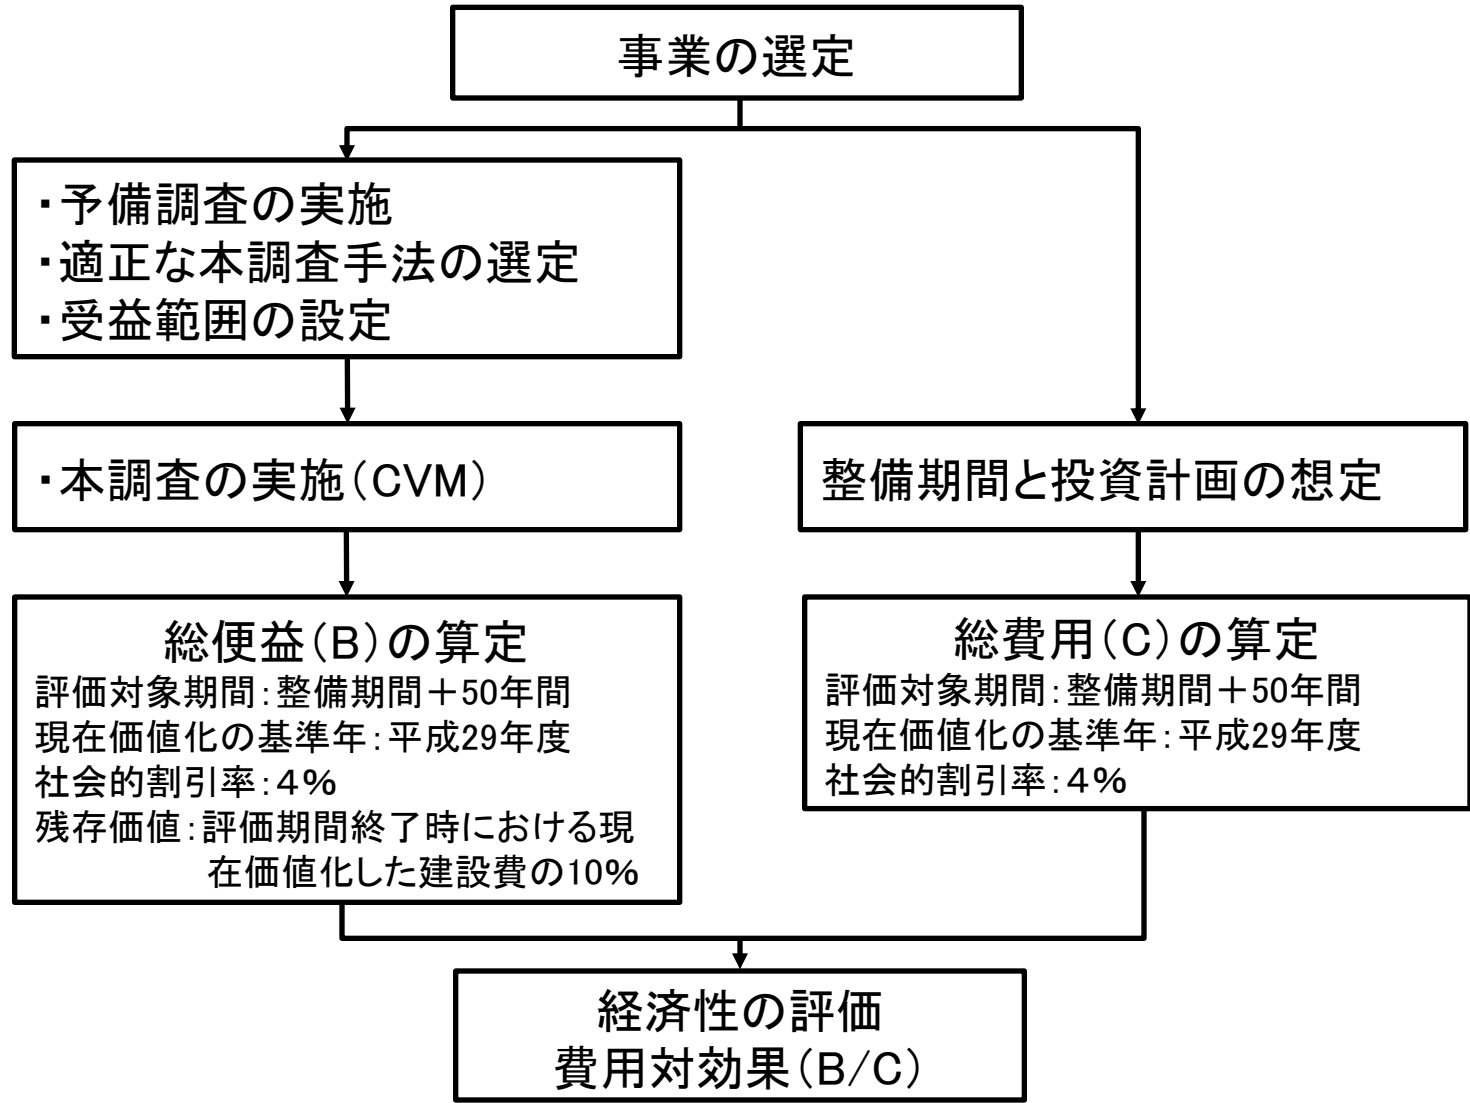 事業の選定
・予備調査の実施
・適正な本調査手法の選定
・受益範囲の設定
・本調査の実施(CVM)
整備期間と投資計画の想定
総便益(B)の算定
評価対象期間:整備期間＋50年間
現在価値化の基準年:平成29年度
社会的割引率:4%
残存価値:評価期間終了時における現
在価値化した建設費の10%
総費用(C)の算定
評価対象期間:整備期間＋50年間
現在価値化の基準年:平成29年度
社会的割引率:4%
経済性の評価
費用対効果(B/C)